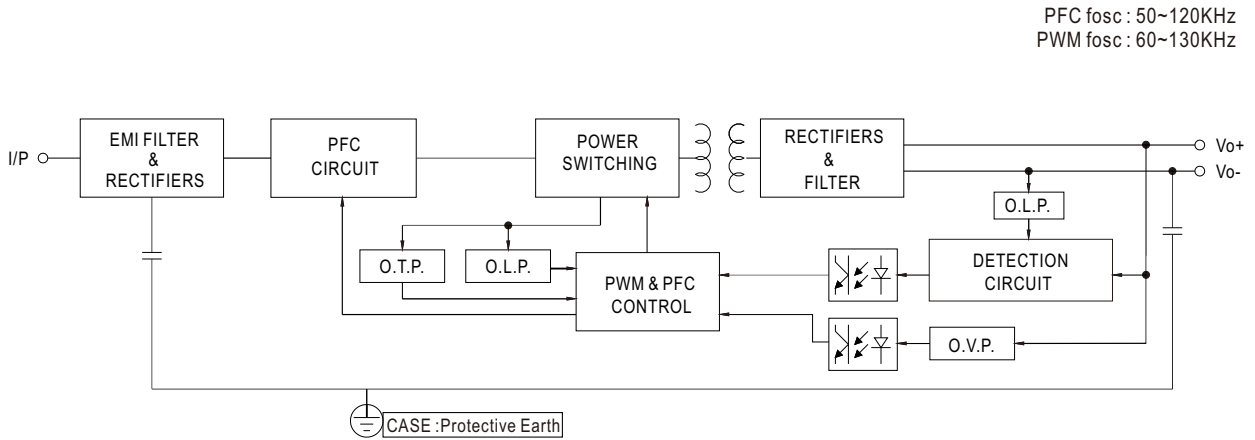 PFC fosc : 50~120KHz
PWM fosc : 60~130KHz
I/P
EMI FILTER
&
RECTIFIERS
PFC
CIRCUIT
POWER
SWITCHING
RECTIFIERS
&
FILTER
Vo+
Vo-
O.L.P.
O.T.P.
O.L.P.
PWM & PFC
CONTROL
DETECTION
CIRCUIT
O.V.P.
CASE :Protective Earth